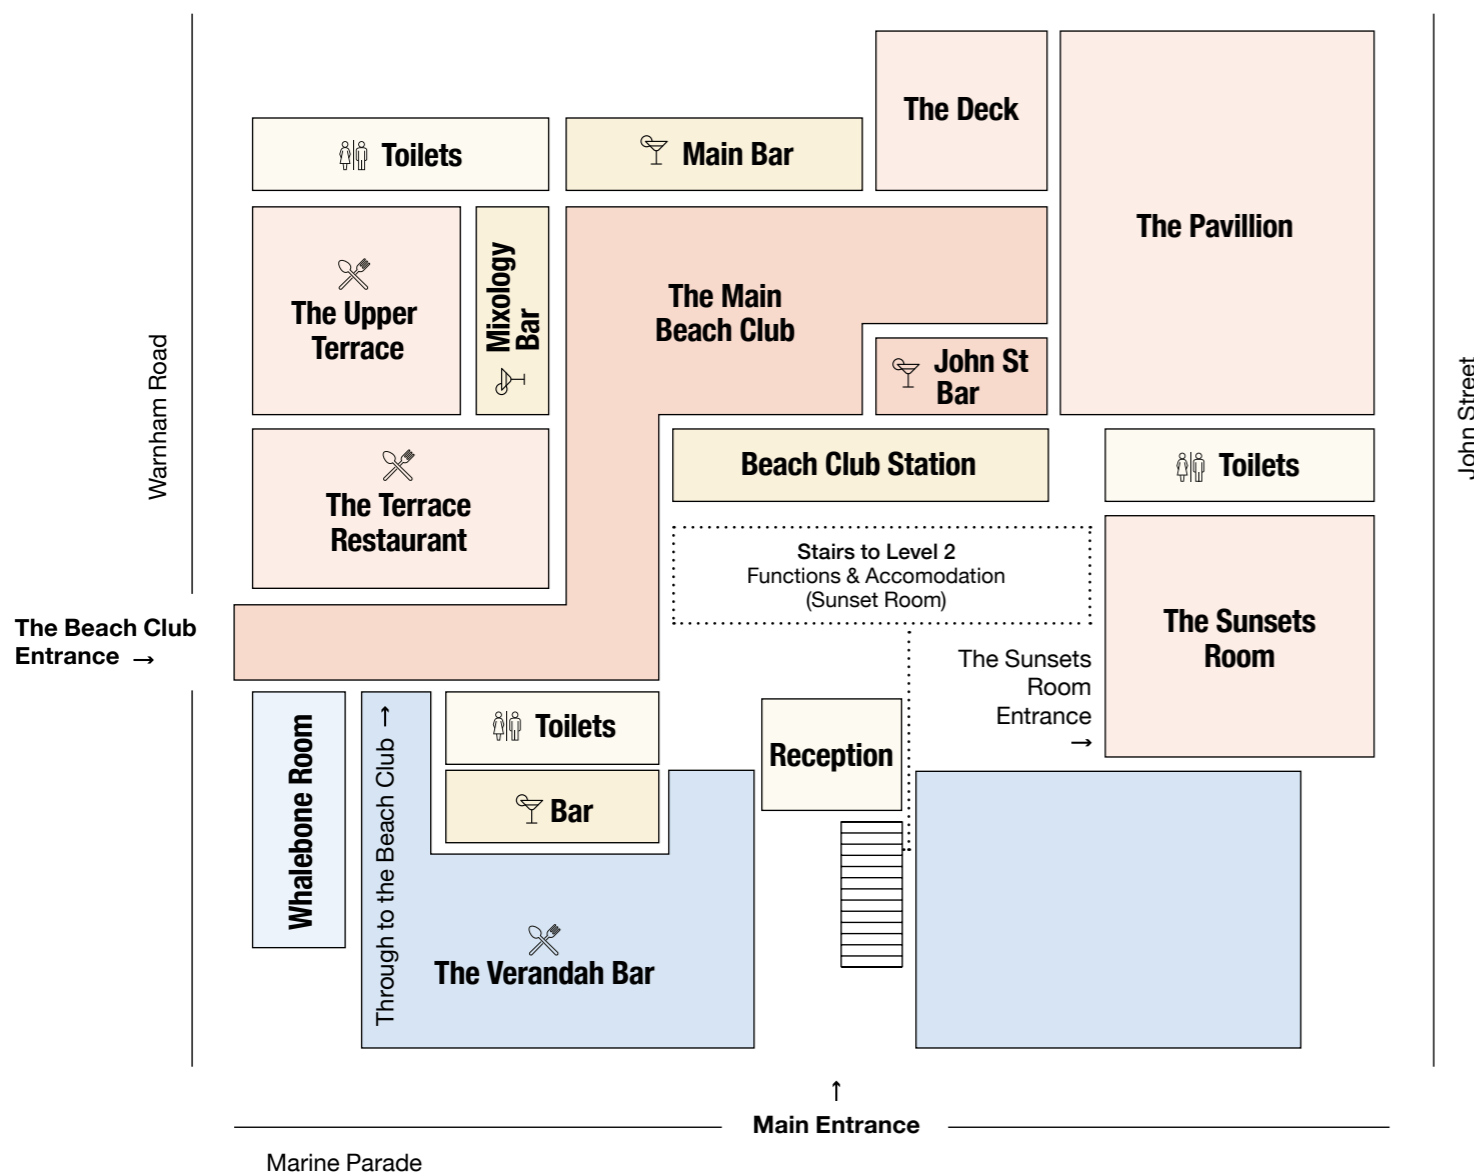 The Deck
Toilets
Main Bar
The Pavillion
The Upper
Terrace
Mixology
Bar
The Main
Beach Club
John St
Bar
Warnham Road
John Street
The Terrace
Restaurant
Beach Club Station
Toilets
Stairs to Level 2
Functions & Accomodation
(Sunset Room)
The Beach Club
Entrance →
The Sunsets
Room
The Sunsets
Room
Entrance
→
Whalebone Room
Through to the Beach Club →
Toilets
Bar
Reception
The Verandah Bar
↑
Main Entrance
Marine Parade